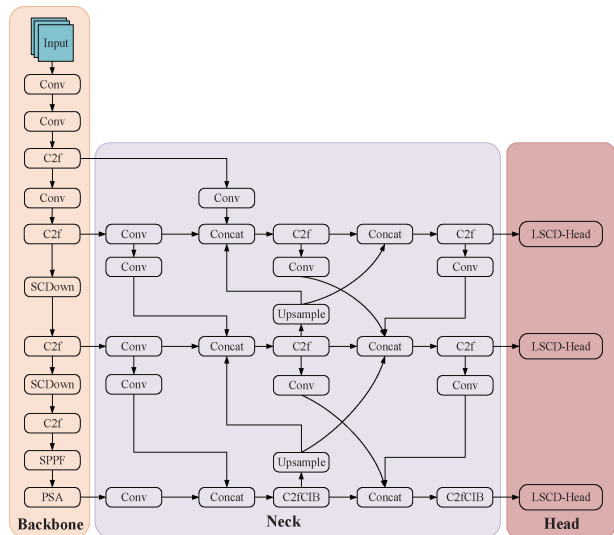 Input
Conv
Conv
C2f
Conv
Conv
C2f Conv Concat C2f Concat C2f LSCD-Head
Conv Conv Conv
SCDown
Upsample
C2f Conv Concat C2f Concat C2f LSCD-Head
SCDown Conv Conv Conv
C2f
SPPF Upsample
PSA Conv Concat C2fCIB Concat C2fCIB LSCD-Head
Backbone Neck Head